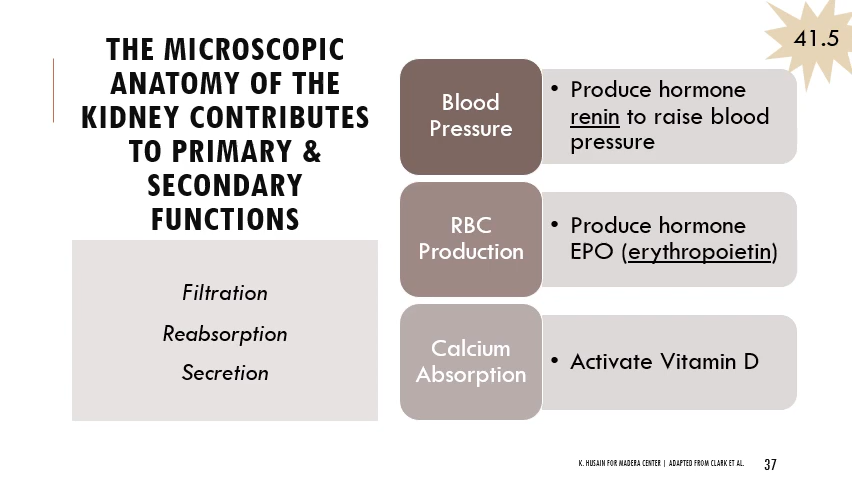 THE MICROSCOPIC
ANATOMY OF THE
KIDNEY CONTRIBUTES
TO PRIMARY &
SECONDARY
FUNCTIONS
Filtration
Reabsorption
Secretion
41.5
Blood
Pressure
• Produce hormone
renin to raise blood
pressure
RBC
Production
• Produce hormone
EPO (erythropoietin)
Calcium
Absorption
• Activate Vitamin D
K. HUSAIN FOR MADERA CENTER | ADAPTED FROM CLARK ET AL.
37